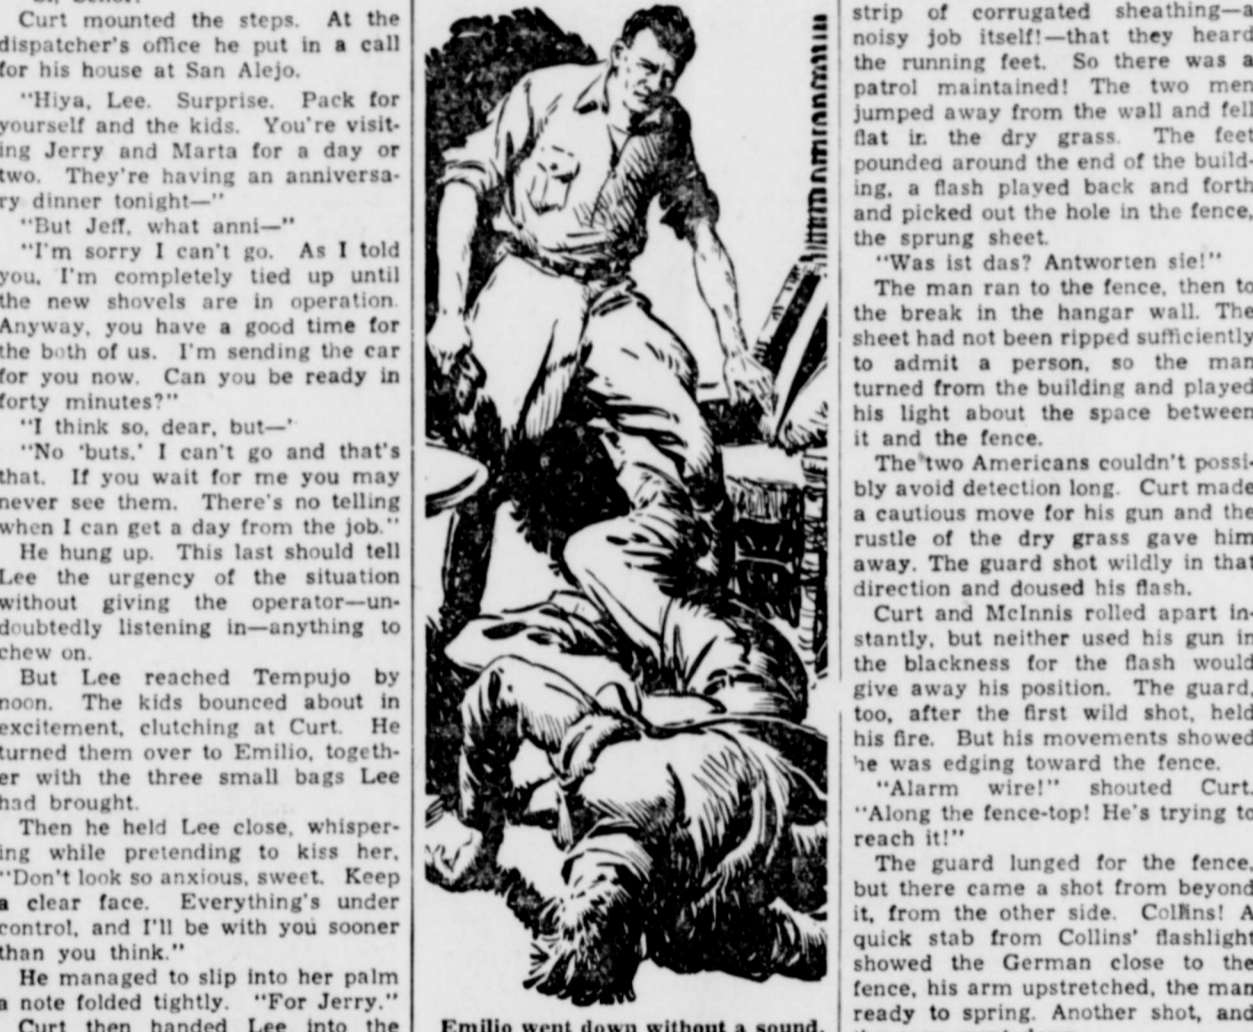 Curt mounted the steps. At the
dispatcher's office he put in a call
for his house at San Alejo.
"Hiya, Lee. Surprise. Pack for
yourself and the kids. You're visit-
ing Jerry and Marta for a day or
two. They're having an anniversa-
ry dinner tonight—"
"But Jeff, what anni—"
"I'm sorry I can't go. As I told
you, I'm completely tied up until
the new shovels are in operation.
Anyway, you have a good time for
the both of us. I'm sending the car
for you now. Can you be ready in
forty minutes?"
"I think so, dear, but—'
"No 'buts.' I can't go and that's
that. If you wait for me you may
never see them. There's no telling
when I can get a day from the job."
He hung up. This last should tell
Lee the urgency of the situation
without giving the operator—un-
doubtedly listening in—anything to
chew on.
But Lee reached Tempujo by
noon. The kids bounced about in
excitement, clutching at Curt. He
turned them over to Emilio, togeth-
er with the three small bags Lee
had brought.
Then he held Lee close, whisper-
ing while pretending to kiss her,
"Don't look so anxious, sweet. Keep
a clear face. Everything's under
control, and I'll be with you sooner
than you think."
He managed to slip into her palm
a note folded tightly. "For Jerry."
Curt then handed Lee into the
Emilio went down without a sound.
strip of corrugated sheathing—a
noisy job itself!—that they heard
the running feet. So there was a
patrol maintained! The two men
jumped away from the wall and fell
flat in the dry grass. The feet
pounded around the end of the build-
ing, a flash played back and forth
and picked out the hole in the fence,
the sprung sheet.
"Was ist das? Antworten sie!"
The man ran to the fence, then to
the break in the hangar wall. The
sheet had not been ripped sufficiently
to admit a person, so the man
turned from the building and played
his light about the space between
it and the fence.
The two Americans couldn't possi-
bly avoid detection long. Curt made
a cautious move for his gun and the
rustle of the dry grass gave him
away. The guard shot wildly in that
direction and doused his flash.
Curt and McInnis rolled apart in-
stantly, but neither used his gun in
the blackness for the flash would
give away his position. The guard,
too, after the first wild shot, held
his fire. But his movements showed
he was edging toward the fence.
"Alarm wire!" shouted Curt.
"Along the fence-top! He's trying to
reach it!"
The guard lunged for the fence,
but there came a shot from beyond
it, from the other side. Collins! A
quick stab from Collins' flashlight
showed the German close to the
fence, his arm upstretched, the man
ready to spring. Another shot, and